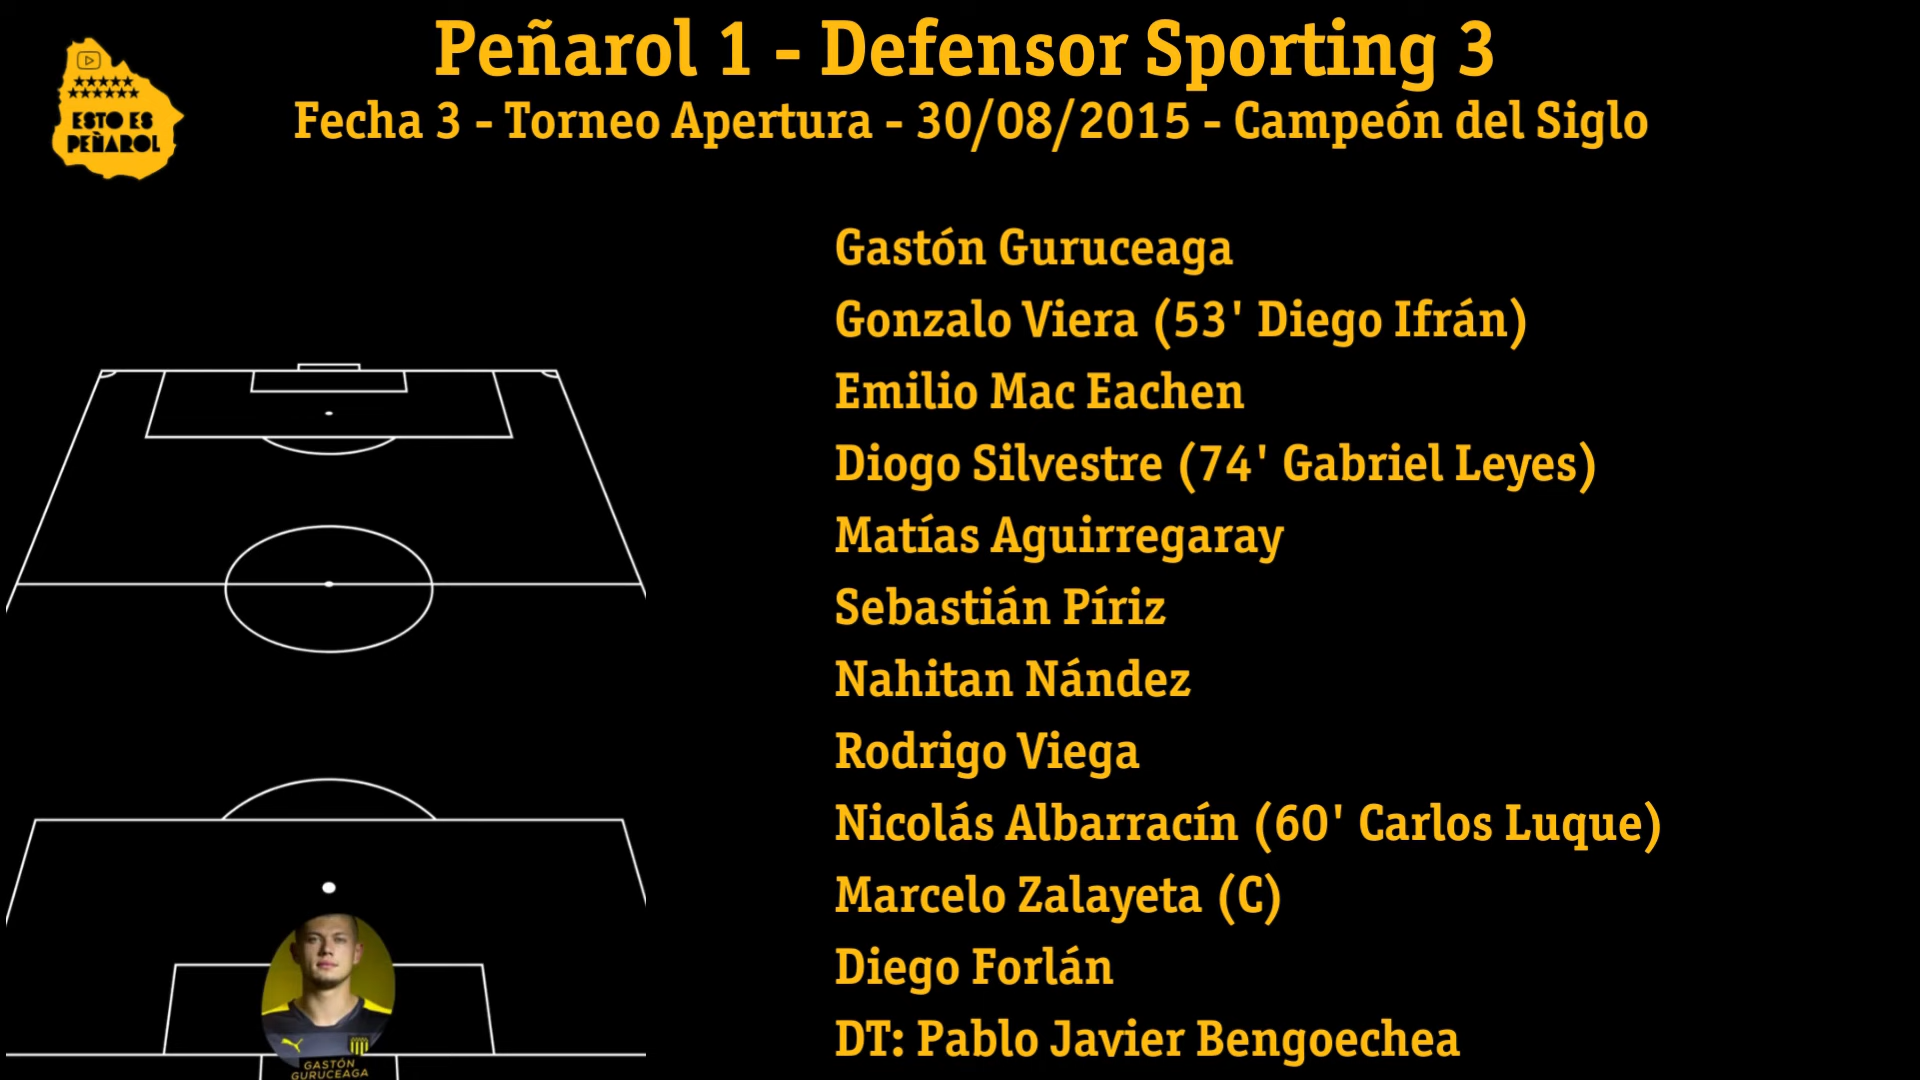 Peñarol 1 - Defensor Sporting 3
Fecha 3 - Torneo Apertura - 30/08/2015 - Campeón del Siglo
ESTO ES
PEÑAROL
Gastón Guruceaga
Gonzalo Viera (53' Diego Ifrán)
Emilio Mac Eachen
Diogo Silvestre (74' Gabriel Leyes)
Matías Aguirregaray
Sebastián Píriz
Nahitan Nández
Rodrigo Viega
Nicolás Albarracín (60' Carlos Luque)
Marcelo Zalayeta (C)
Diego Forlán
DT: Pablo Javier Bengoechea
GASTÓN
GURUCEAGA